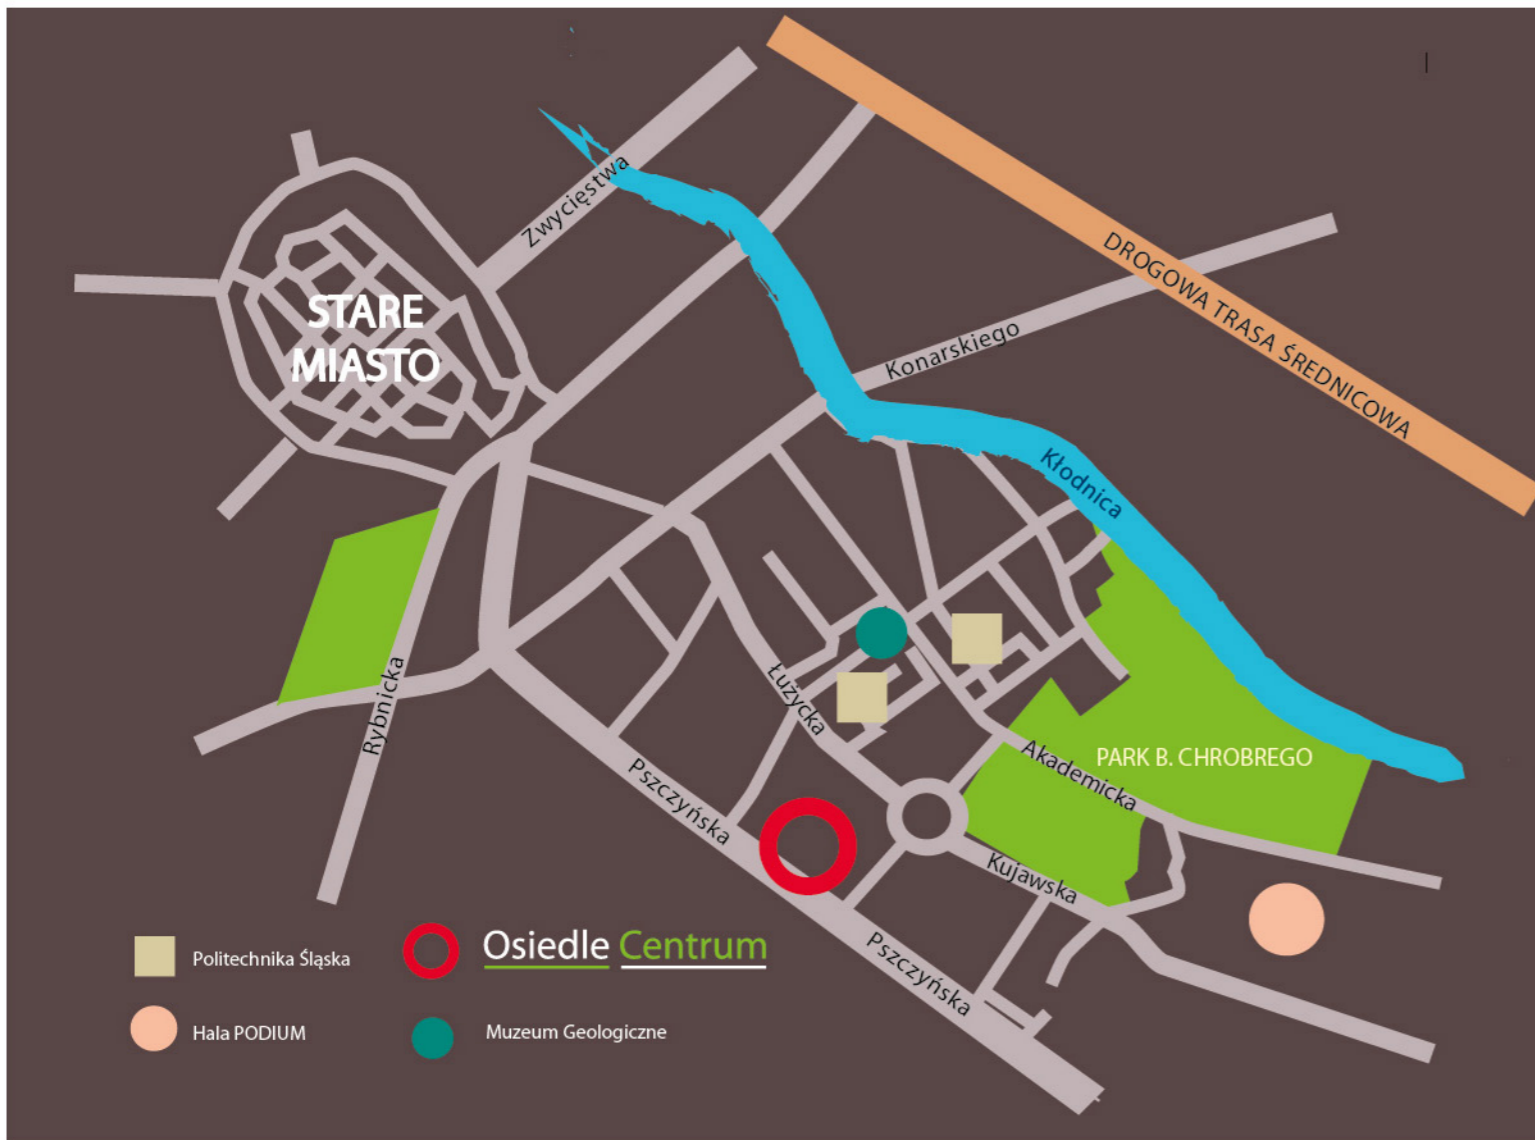 Zwycięstwa
DROGOWA TRASA ŚREDNICOWA
STARE
MIASTO
Konarskiego
Kłodnica
Rybnicka
Łużycka
PARK B. CHROBREGO
Akademicka
Pszczyńska
Kujawska
Pszczyńska
Politechnika Śląska
Osiedle Centrum
Hala PODIUM
Muzeum Geologiczne